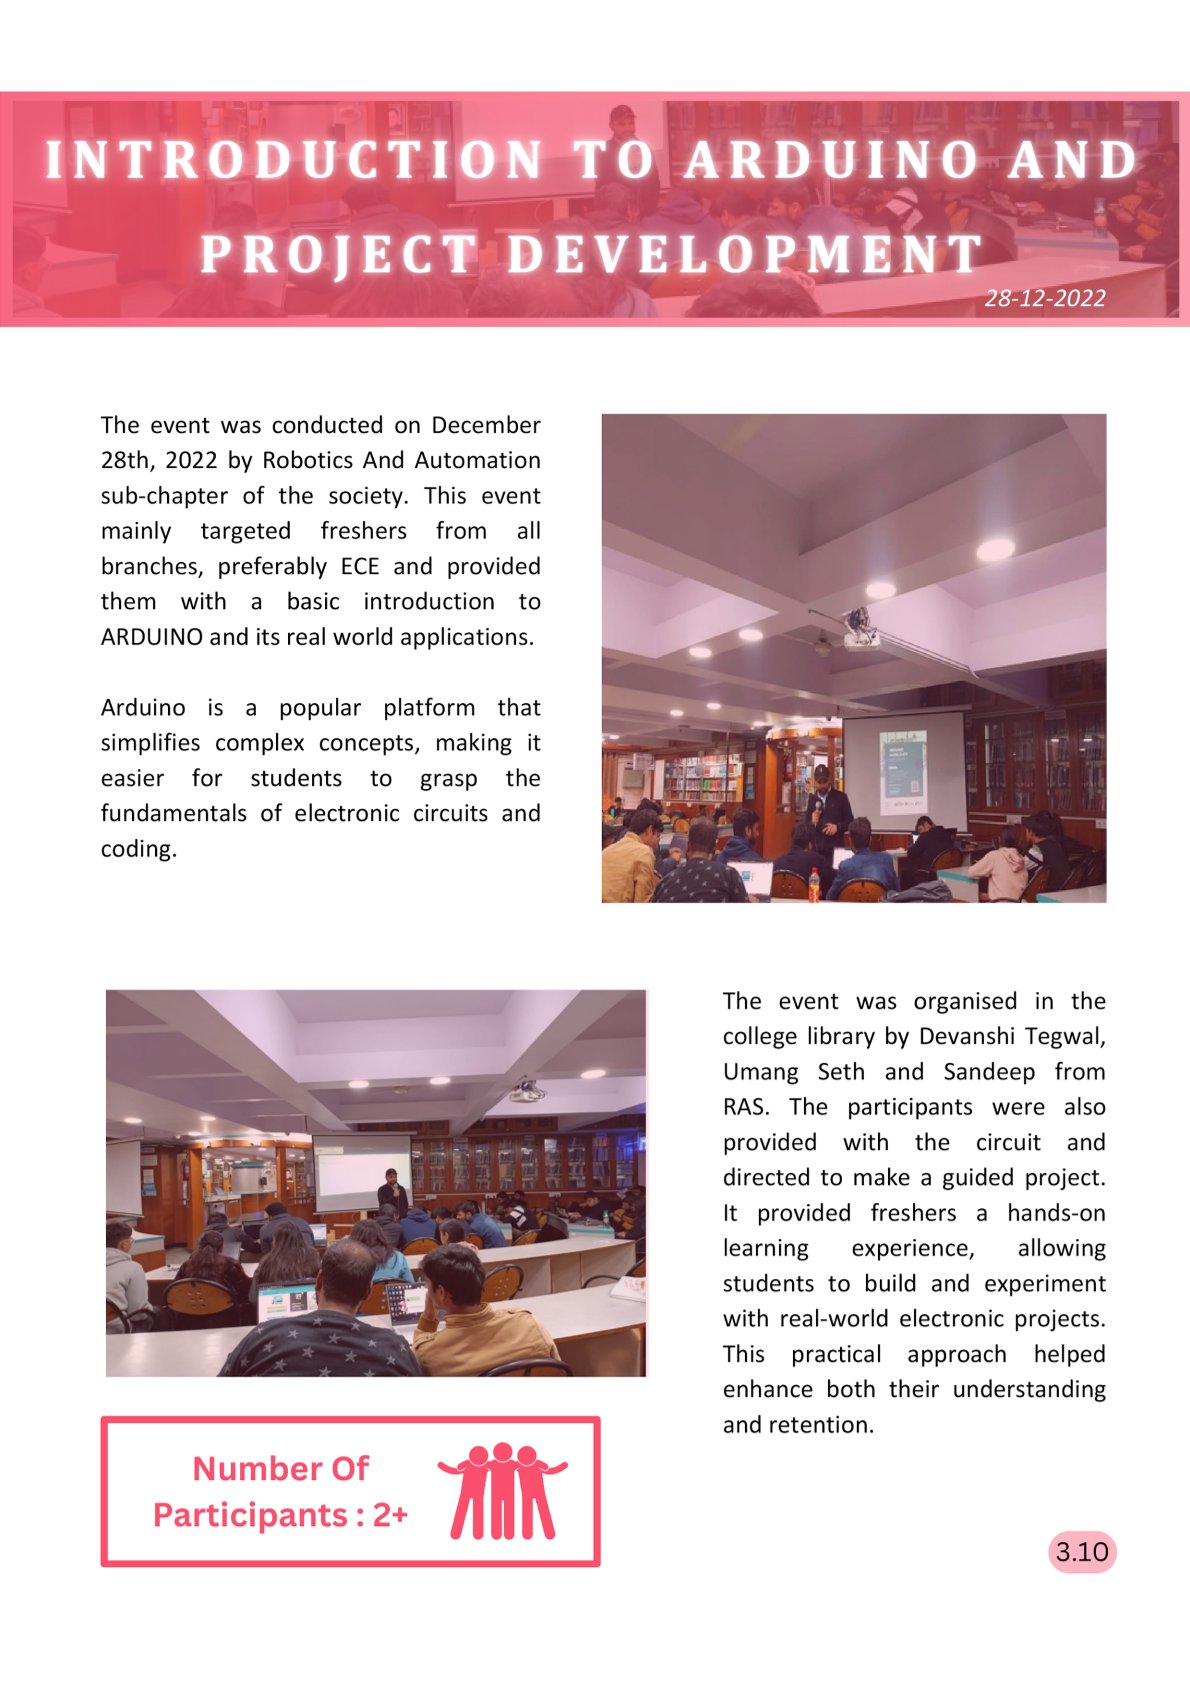 INTRODUCTION TO ARDUINO AND
PROJECT DEVELOPMENT
28-12-2022
The event was conducted on December
28th, 2022 by Robotics And Automation
sub-chapter of the society. This event
mainly targeted freshers from all
branches, preferably ECE and provided
them with a basic introduction to
ARDUINO and its real world applications.
Arduino is a popular platform that
simplifies complex concepts, making it
easier for students to grasp the
fundamentals of electronic circuits and
coding.
The event was organised in the
college library by Devanshi Tegwal,
Umang Seth and Sandeep from
RAS. The participants were also
provided with the circuit and
directed to make a guided project.
It provided freshers a hands-on
learning experience, allowing
students to build and experiment
with real-world electronic projects.
This practical approach helped
enhance both their understanding
and retention.
Number Of
Participants : 2+
3.10